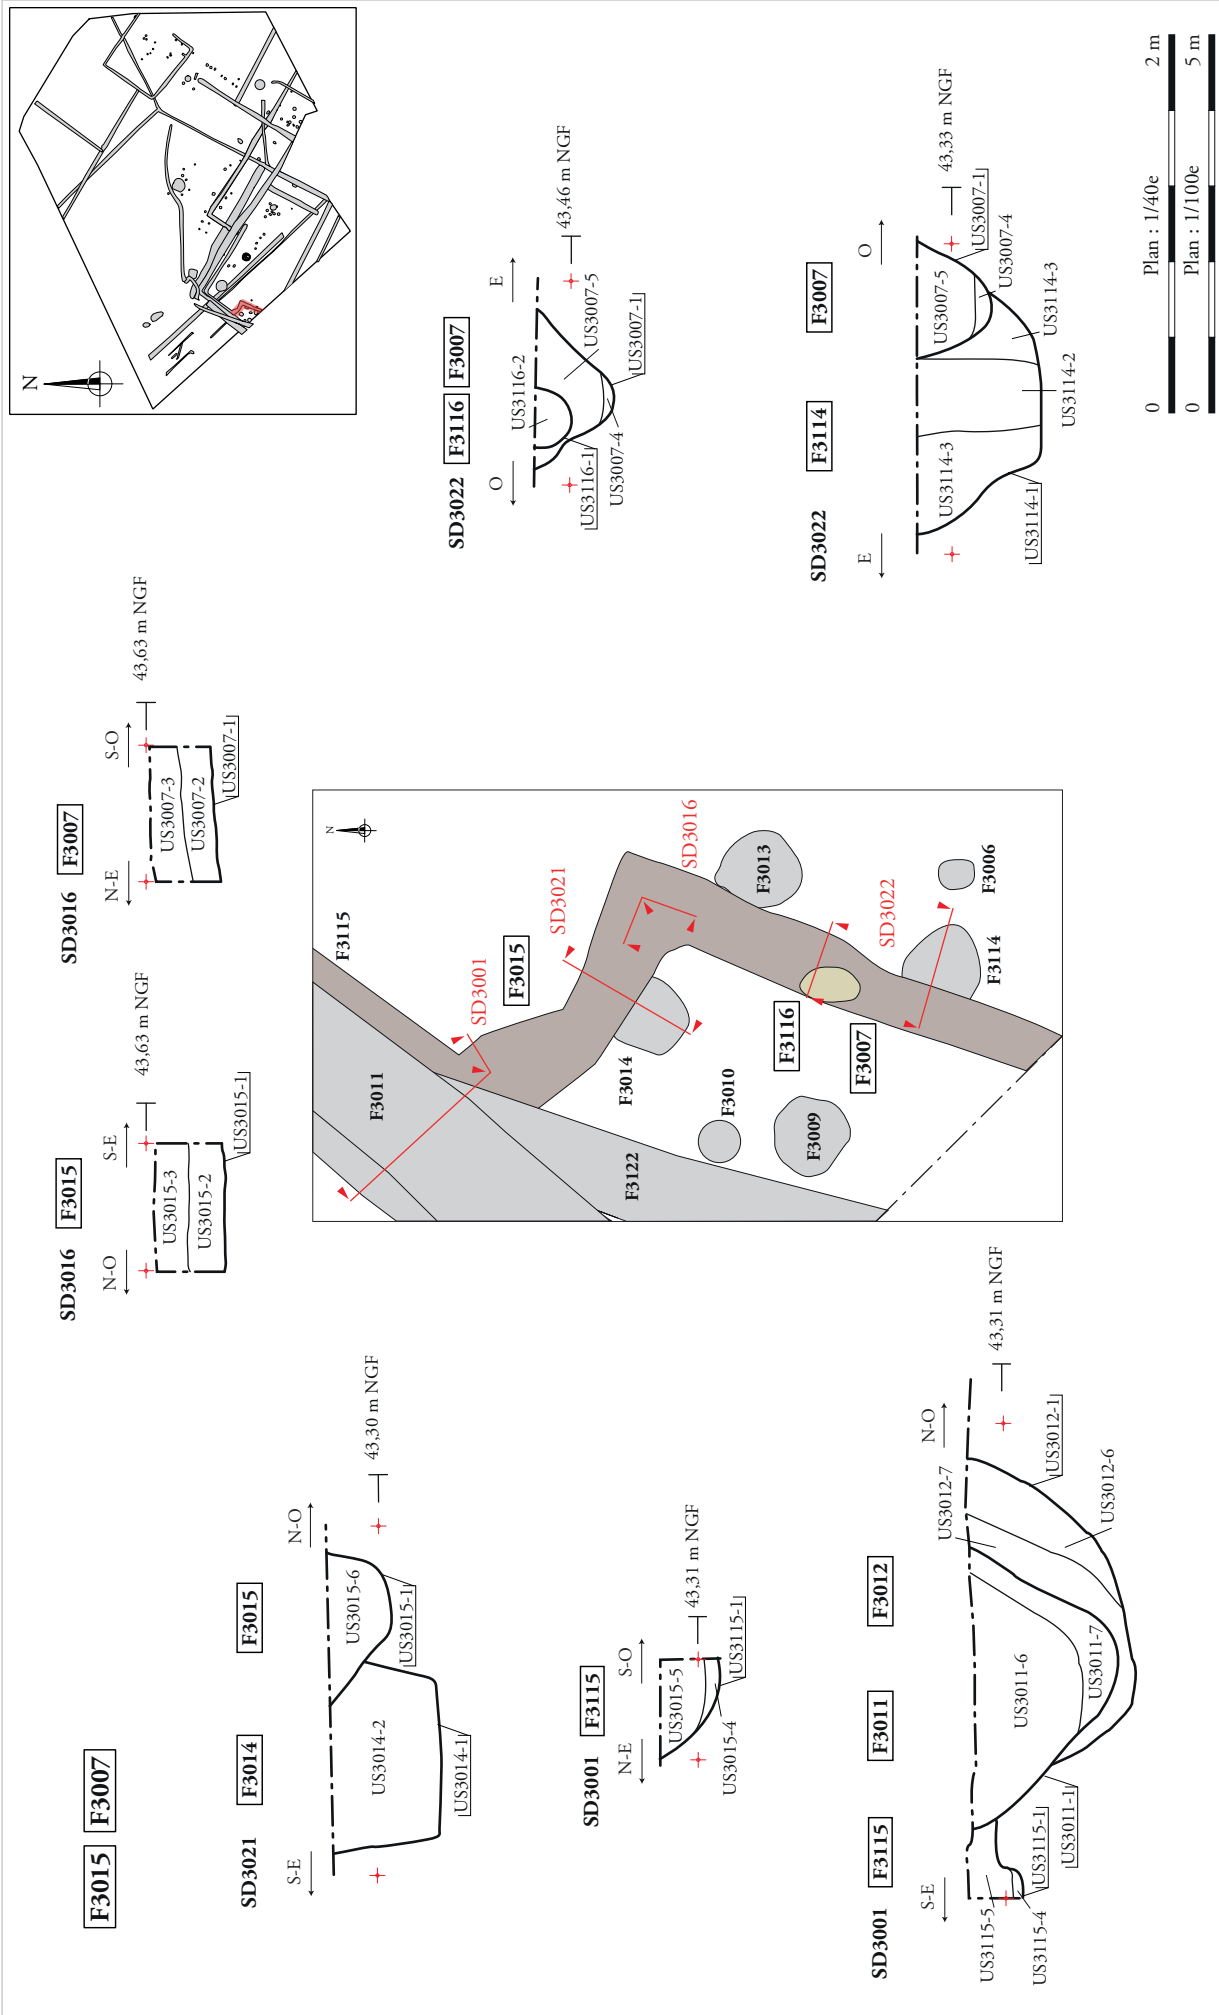 F3015 F3007
SD3021 F3014 F3015
S-E N-O
43,30 m NGF
US3014-2
US3015-6
US3015-1
US3014-1
SD3001 F3115
N-E S-O
43,31 m NGF
US3015-5
US3115-1
US3015-4
SD3001 F3115 F3011 F3012
S-E N-O
43,31 m NGF
US3012-7
US3115-5
US3115-4
US3115-1
US3011-1
US3011-6
US3011-7
US3012-1
US3012-6
SD3016 F3015
N-O S-E
43,63 m NGF
US3015-3
US3015-2
US3015-1
SD3016 F3007
N-E S-O
43,63 m NGF
US3007-3
US3007-2
US3007-1
N
F3115
F3011
SD3001
F3015
SD3021
SD3016
F3014
F3013
F3122
F3010
F3009
F3116
F3007
SD3022
F3114
F3006
N
SD3022 F3116 F3007
O E
43,46 m NGF
US3116-2
US3007-5
US3116-1
US3007-4
US3007-1
SD3022 F3114 F3007
E O
43,33 m NGF
US3114-3
US3007-5
US3007-1
US3007-4
US3114-3
US3114-1
US3114-2
0 Plan : 1/40e 2 m
0 Plan : 1/100e 5 m